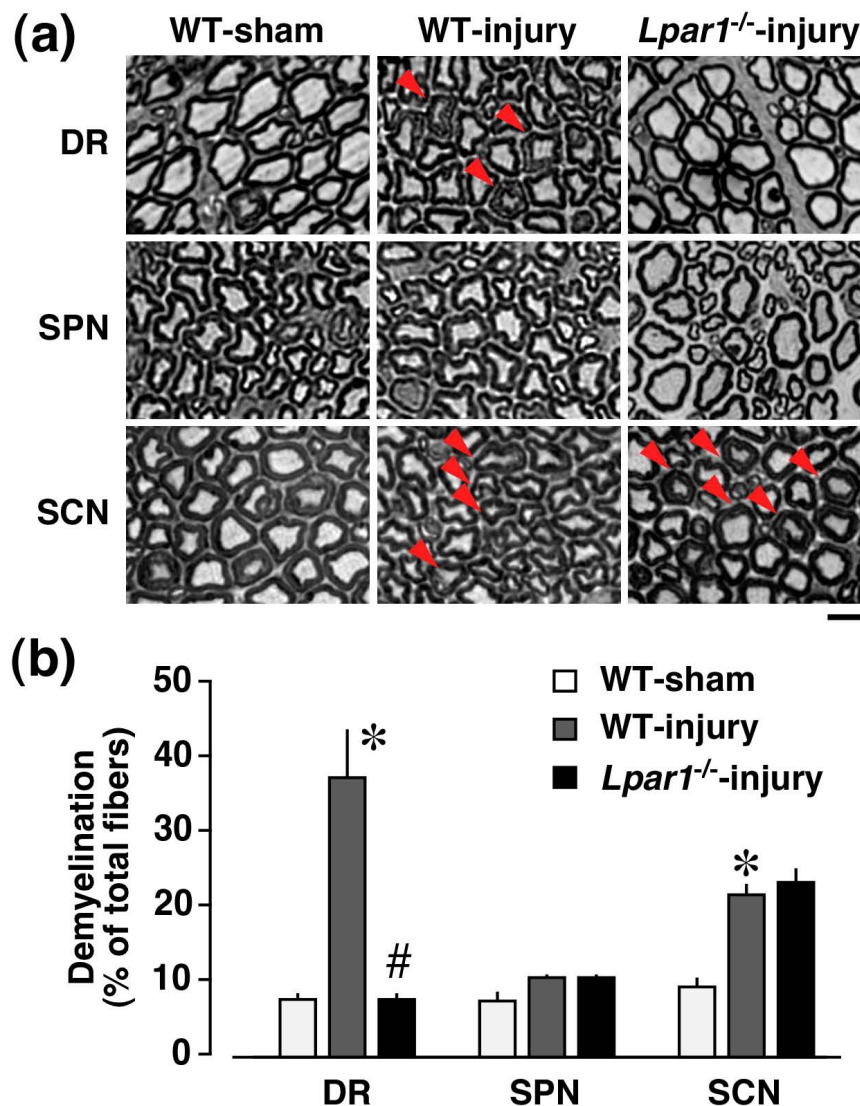 (a)
WT-sham WT-injury Lpar1-/--injury
DR
SPN
SCN
(b)
Demyelination
(% of total fibers)
50
40
30
20
10
0
WT-sham
WT-injury
Lpar1-/--injury
*
#
*
DR SPN SCN